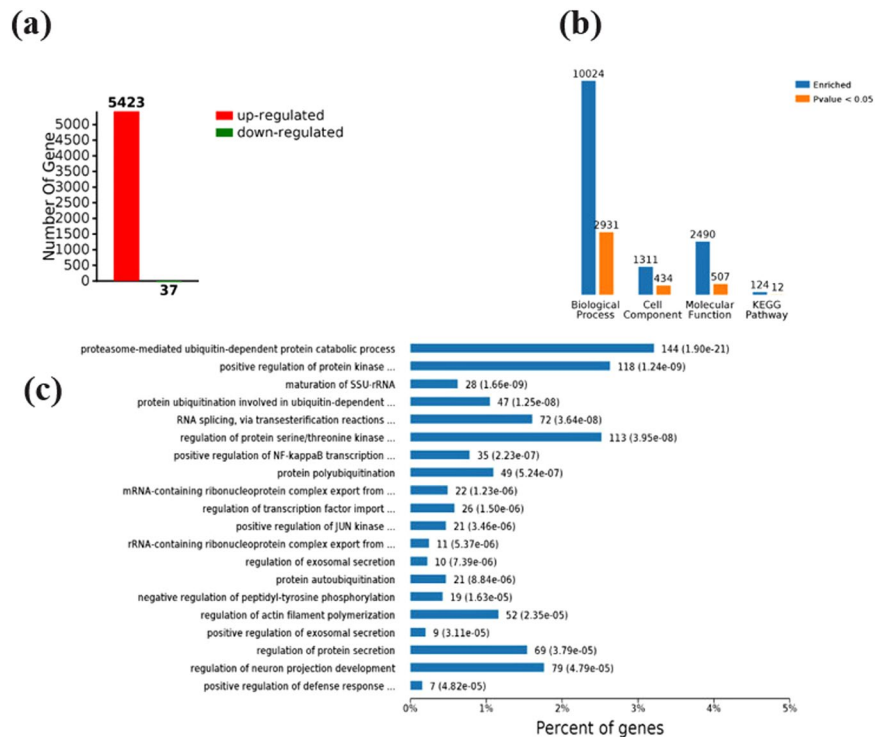 (a)
5423
5000
4500
4000
3500
3000
2500
2000
1500
1000
500
0
37
Number Of Gene
up-regulated
down-regulated
(b)
10024
2931
1311
434
2490
507
124 12
Biological Process
Cell Component
Molecular Function
KEGG Pathway
Enriched
Pvalue < 0.05
(c)
proteasome-mediated ubiquitin-dependent protein catabolic process 144 (1.90e-21)
positive regulation of protein kinase ... 118 (1.24e-09)
maturation of SSU-rRNA 28 (1.66e-09)
protein ubiquitination involved in ubiquitin-dependent ... 47 (1.25e-08)
RNA splicing, via transesterification reactions ... 72 (3.64e-08)
regulation of protein serine/threonine kinase ... 113 (3.95e-08)
positive regulation of NF-kappaB transcription ... 35 (2.23e-07)
protein polyubiquitination 49 (5.24e-07)
mRNA-containing ribonucleoprotein complex export from ... 22 (1.23e-06)
regulation of transcription factor import ... 26 (1.50e-06)
positive regulation of JUN kinase ... 21 (3.46e-06)
rRNA-containing ribonucleoprotein complex export from ... 11 (5.37e-06)
regulation of exosomal secretion 10 (7.39e-06)
protein autoubiquitination 21 (8.84e-06)
negative regulation of peptidyl-tyrosine phosphorylation 19 (1.63e-05)
regulation of actin filament polymerization 52 (2.35e-05)
positive regulation of exosomal secretion 9 (3.11e-05)
regulation of protein secretion 69 (3.79e-05)
regulation of neuron projection development 79 (4.79e-05)
positive regulation of defense response ... 7 (4.82e-05)
0% 1% 2% 3% 4% 5%
Percent of genes